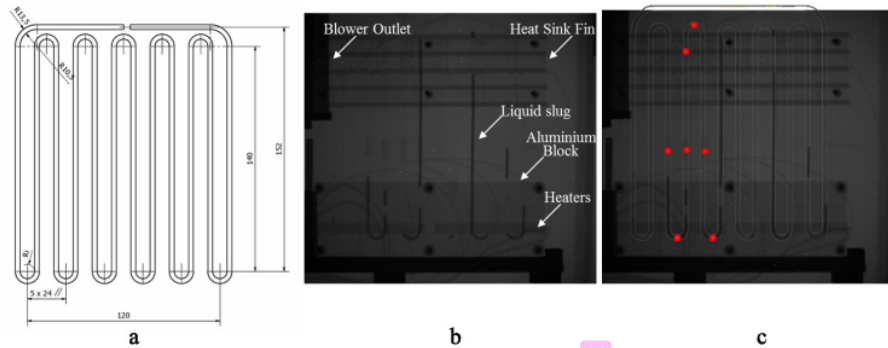 R13,5
R10,5
140
152
Ri
5 x 24 //
120
Blower Outlet
Heat Sink Fin
Liquid slug
Aluminium
Block
Heaters
a
b
c